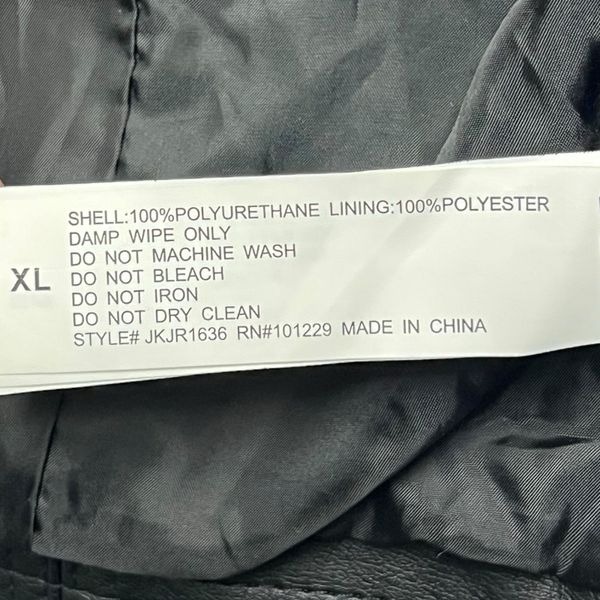 SHELL:100%POLYURETHANE LINING:100%POLYESTER
DAMP WIPE ONLY
DO NOT MACHINE WASH
XL DO NOT BLEACH
DO NOT IRON
DO NOT DRY CLEAN
STYLE# JKJR1636 RN#101229 MADE IN CHINA